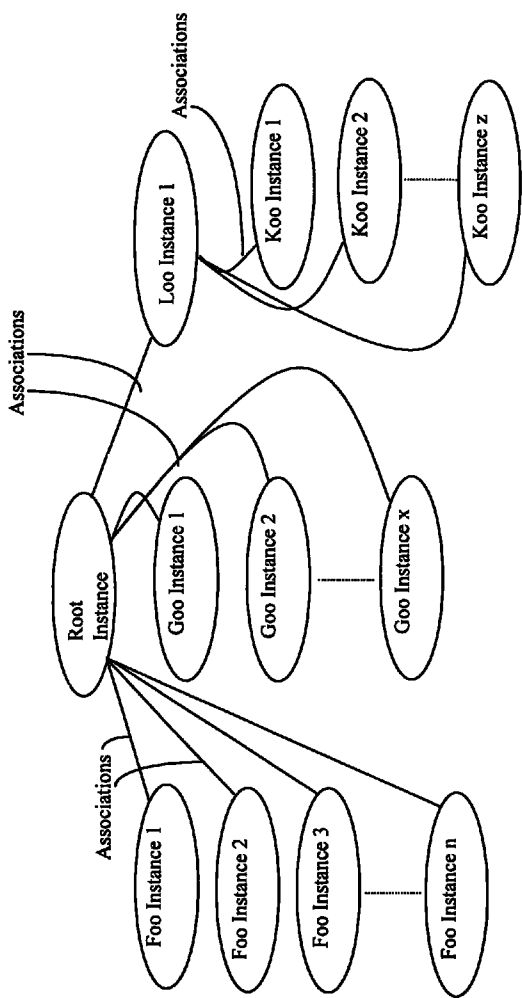 Associations
Root
Instance
Associations
Loo Instance 1
Associations
Foo Instance 1
Foo Instance 2
Foo Instance 3
Foo Instance n
Goo Instance 1
Goo Instance 2
Goo Instance x
Koo Instance 1
Koo Instance 2
Koo Instance z